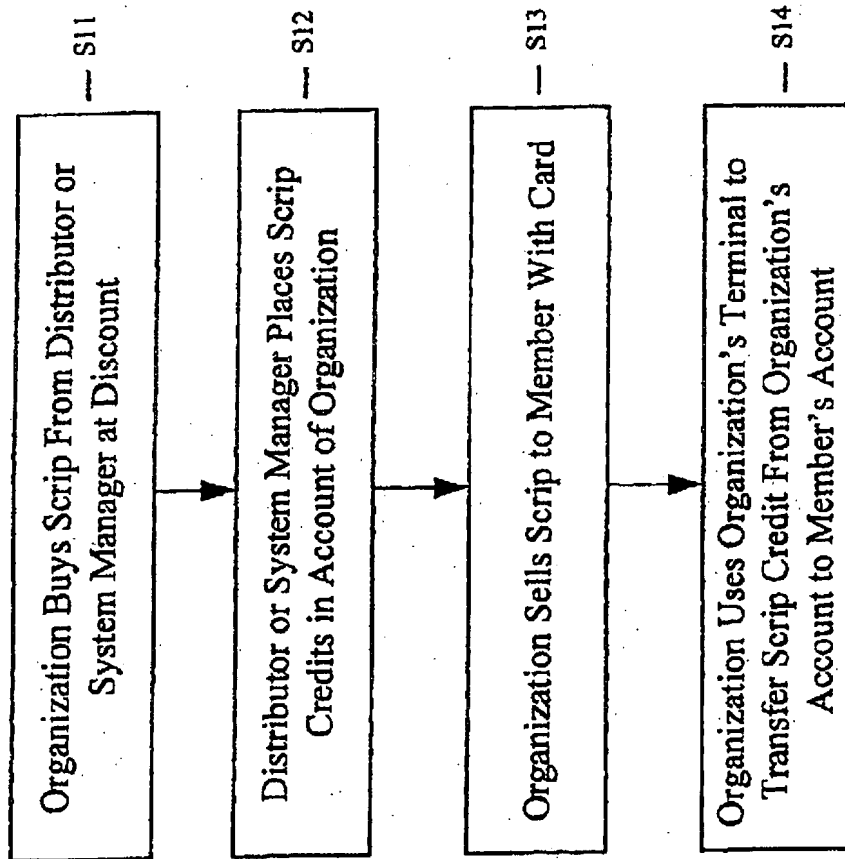 Organization Buys Scrip From Distributor or
System Manager at Discount
S11
Distributor or System Manager Places Scrip
Credits in Account of Organization
S12
Organization Sells Scrip to Member With Card
S13
Organization Uses Organization's Terminal to
Transfer Scrip Credit From Organization's
Account to Member's Account
S14